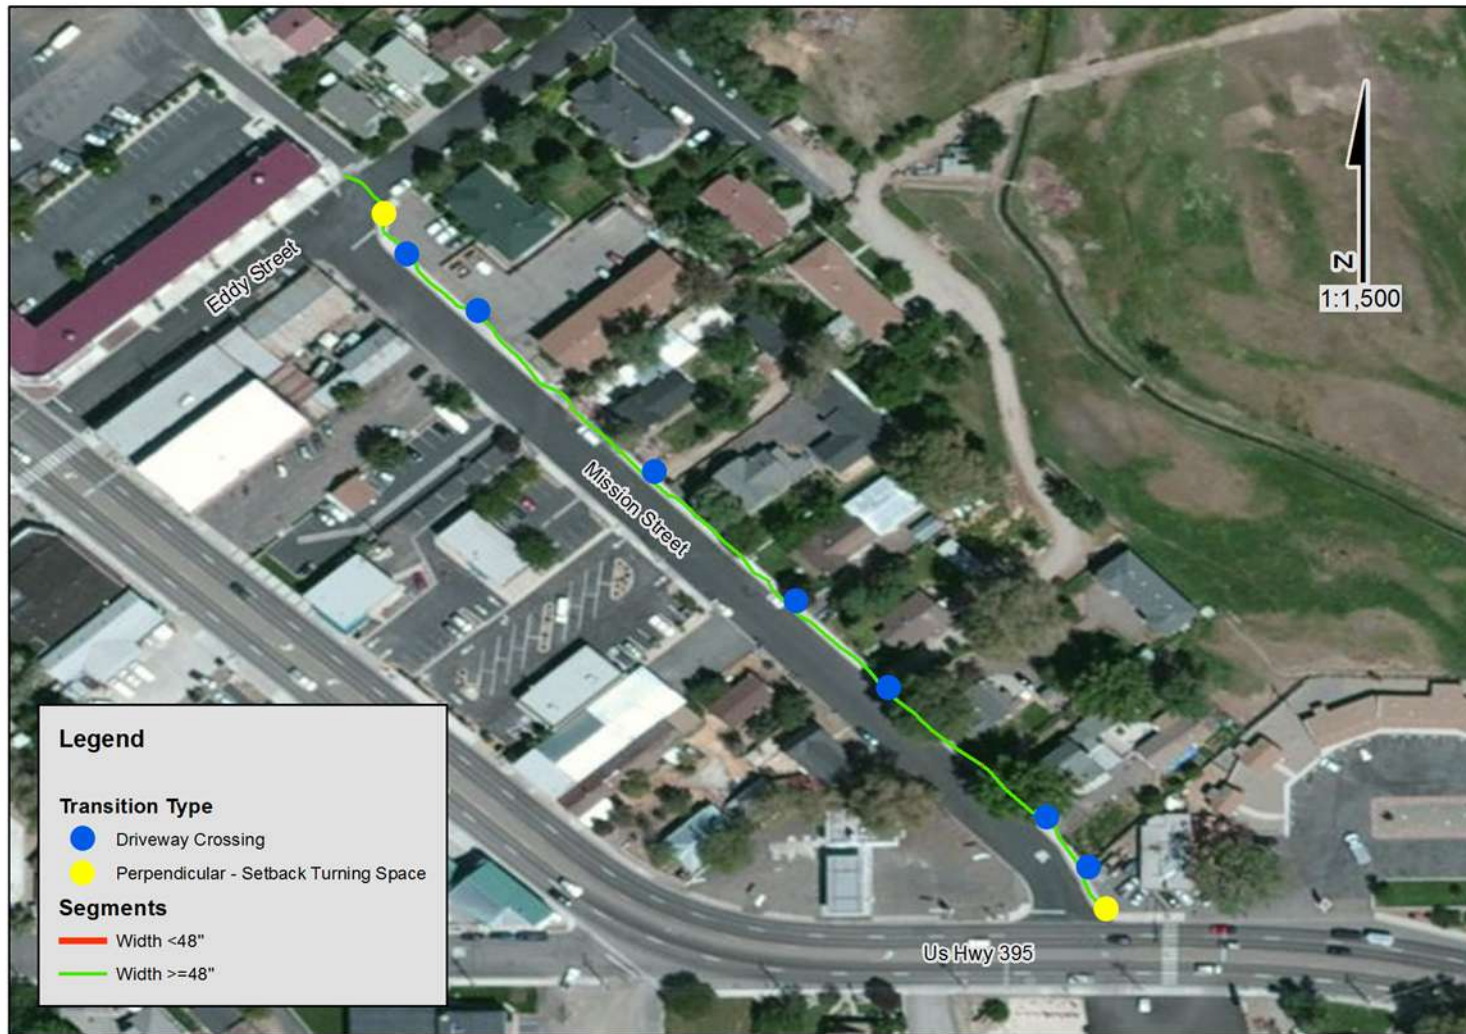 Eddy Street
N
1:1,500
Mission Street
Legend
Transition Type
Driveway Crossing
Perpendicular - Setback Turning Space
Segments
Width <48"
Width >=48"
Us Hwy 395